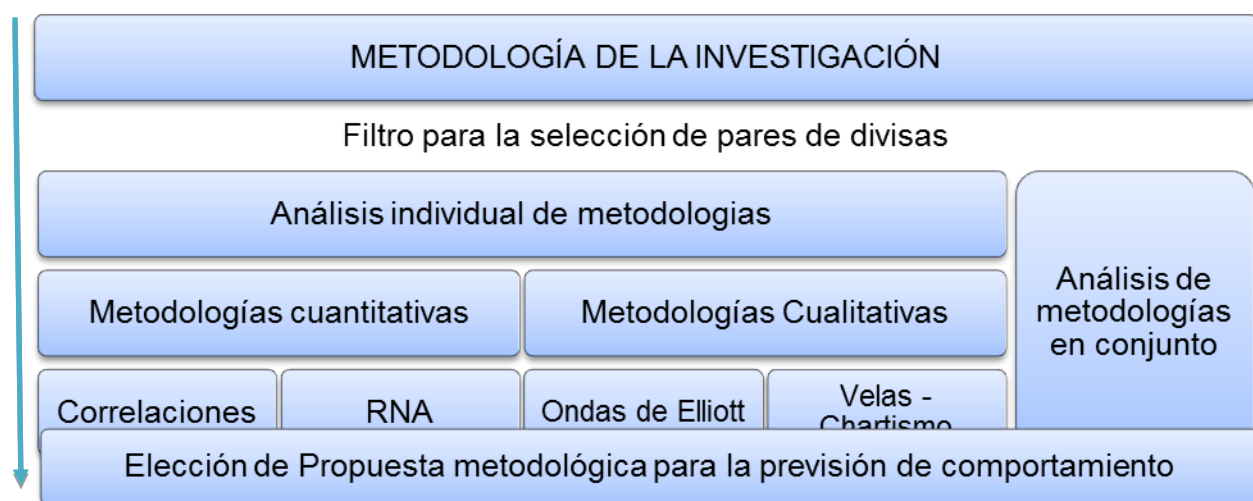 METODOLOGÍA DE LA INVESTIGACIÓN
Filtro para la selección de pares de divisas
Análisis individual de metodologias
Metodologías cuantitativas
Metodologías Cualitativas
Correlaciones
RNA
Ondas de Elliott
Velas -
Chartismo
Análisis de
metodologías
en conjunto
Elección de Propuesta metodológica para la previsión de comportamiento